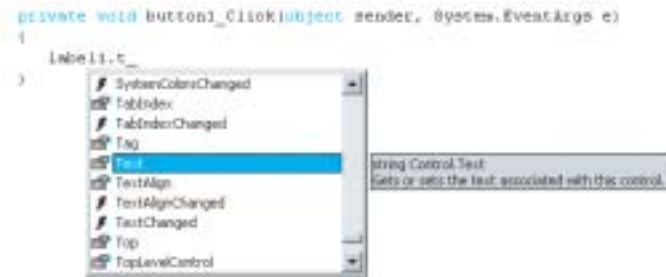 private void button1_Click(object sender, System.EventArgs e)
{
label1.t_
}
SystemColorsChanged
TabIndex
TabIndexChanged
Tag
Text
TextAlign
TextAlignChanged
TextChanged
Top
TopLevelControl
string Control.Text
Gets or sets the text associated with this control.